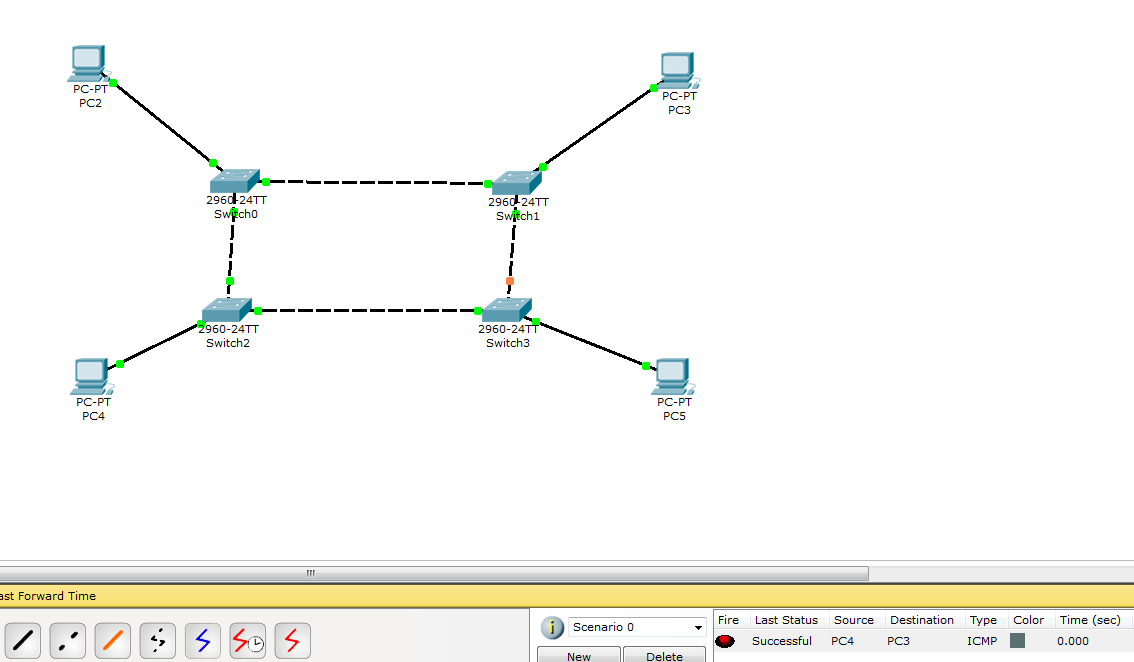 PC-PT
PC2
PC-PT
PC3
2960-24TT
Switch0
2960-24TT
Switch1
2960-24TT
Switch2
2960-24TT
Switch3
PC-PT
PC4
PC-PT
PC5
ast Forward Time
Scenario 0
New Delete
Fire Last Status Source Destination Type Color Time (sec)
Successful PC4 PC3 ICMP 0.000